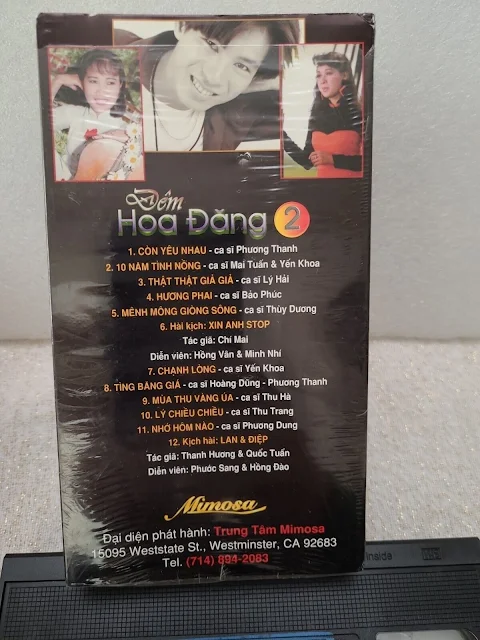 Đêm
Hoa Đăng 2
1. CÒN YÊU NHAU - ca sĩ Phương Thanh
2. 10 NĂM TÌNH NỒNG - ca sĩ Mai Tuấn & Yến Khoa
3. THẬT THẬT GIẢ GIẢ - ca sĩ Lý Hải
4. HƯƠNG PHAI - ca sĩ Bảo Phúc
5. MÊNH MÔNG GIÒNG SÔNG - ca sĩ Thùy Dương
6. Hài kịch: XIN ANH STOP
Tác giả: Chí Mai
Diễn viên: Hồng Vân & Minh Nhí
7. CHẠNH LÒNG - ca sĩ Yến Khoa
8. TÌNG BĂNG GIÁ - ca sĩ Hoàng Dũng - Phương Thanh
9. MÙA THU VÀNG ÚA - ca sĩ Thu Hà
10. LÝ CHIỀU CHIỀU - ca sĩ Thu Trang
11. NHỚ HÔM NÀO - ca sĩ Phương Dung
12. Kịch hài: LAN & ĐIỆP
Tác giả: Thanh Hương & Quốc Tuấn
Diễn viên: Phước Sang & Hồng Đào
Mimosa
Đại diện phát hành: Trung Tâm Mimosa
15095 Weststate St., Westminster, CA 92683
Tel. (714) 894-2083